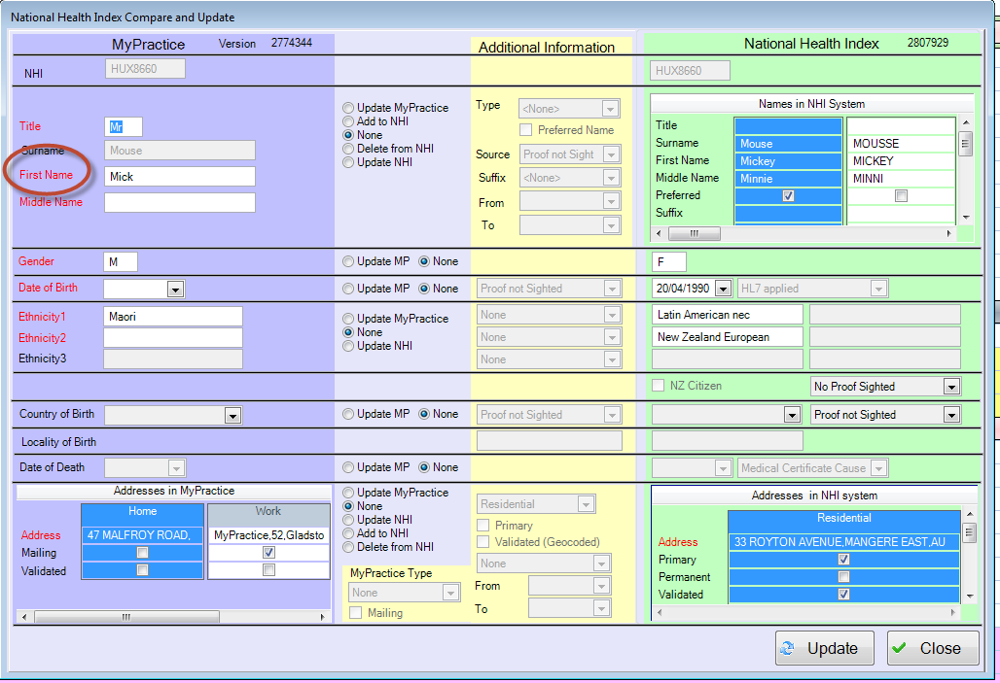 National Health Index Compare and Update
MyPractice Version 2774344 Additional Information National Health Index 2807929
NHI HUX8660 HUX8660
Names in NHI System
Update MyPractice Type <None>
Title Mr Add to NHI Preferred Name Title
Surname Mouse None Source Proof not Sight Surname Mouse MOUSSE
First Name Mick Delete from NHI Suffix <None> First Name Mickey MICKEY
Middle Name Update NHI From Middle Name Minnie MINNI
To Preferred
Suffix
Gender M Update MP None F
Date of Birth Update MP None Proof not Sighted 20/04/1990 HL7 applied
Ethnicity1 Maori Update MyPractice None Latin American nec
Ethnicity2 None None New Zealand European
Ethnicity3 Update NHI None
NZ Citizen No Proof Sighted
Country of Birth Update MP None Proof not Sighted Proof not Sighted
Locality of Birth
Date of Death Update MP None Medical Certificate Cause
Addresses in MyPractice Update MyPractice Addresses in NHI system
Home Work None Residential Residential
Address 47 MALFROY ROAD, MyPractice,52,Gladsto Update NHI Primary Address 33 ROYTON AVENUE,MANGERE EAST,AU
Mailing Add to NHI Validated (Geocoded) Primary
Validated Delete from NHI None Permanent
MyPractice Type From Validated
None To
Mailing
Update Close